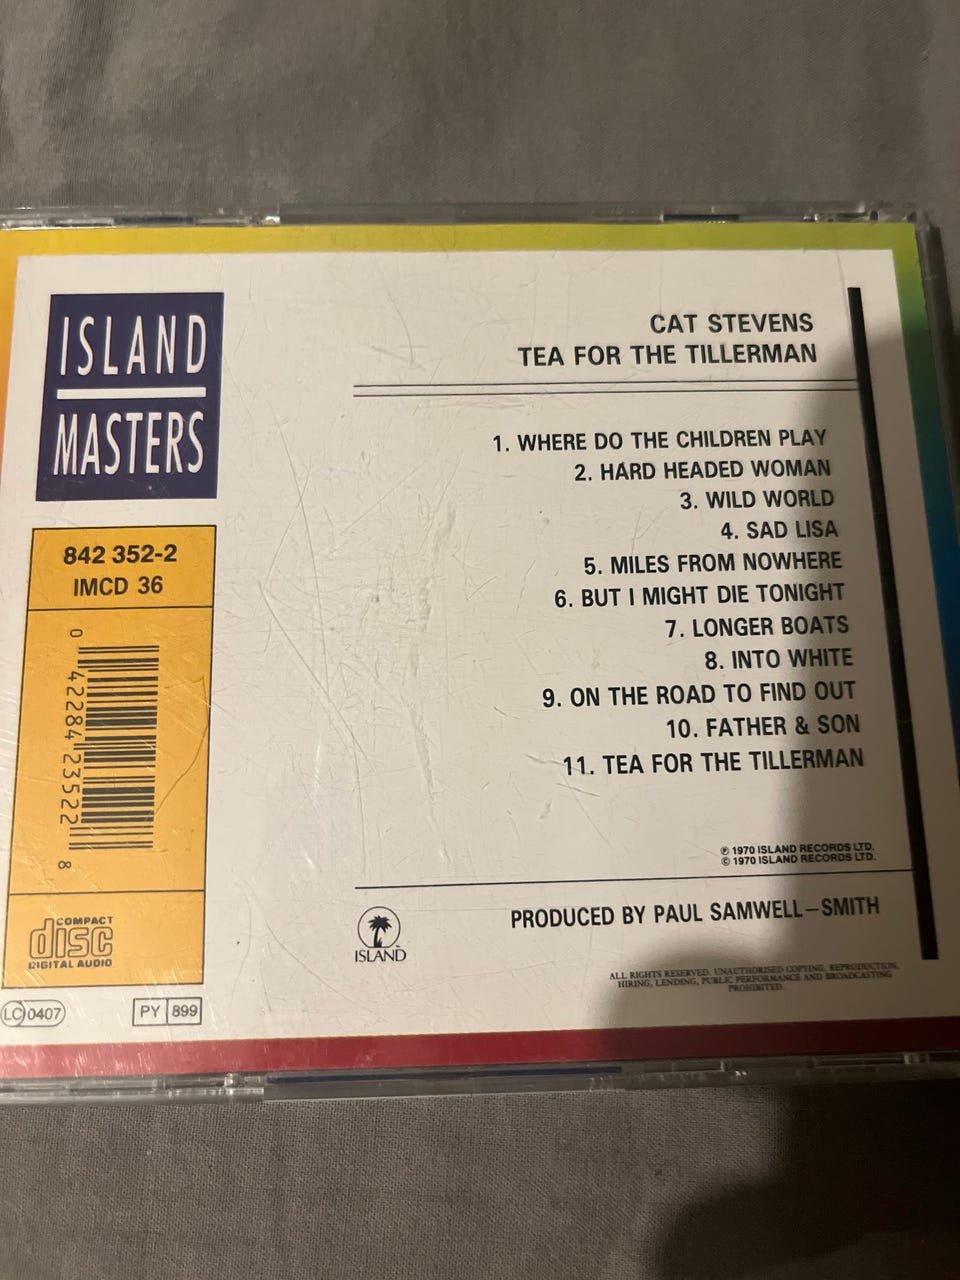 ISLAND
MASTERS
842 352-2
IMCD 36
0 42284 23522 8
COMPACT
disc
DIGITAL AUDIO
LC 0407
PY 899
CAT STEVENS
TEA FOR THE TILLERMAN
1. WHERE DO THE CHILDREN PLAY
2. HARD HEADED WOMAN
3. WILD WORLD
4. SAD LISA
5. MILES FROM NOWHERE
6. BUT I MIGHT DIE TONIGHT
7. LONGER BOATS
8. INTO WHITE
9. ON THE ROAD TO FIND OUT
10. FATHER & SON
11. TEA FOR THE TILLERMAN
℗ 1970 ISLAND RECORDS LTD.
© 1970 ISLAND RECORDS LTD.
ISLAND
PRODUCED BY PAUL SAMWELL–SMITH
ALL RIGHTS RESERVED. UNAUTHORISED COPYING, REPRODUCTION,
HIRING, LENDING, PUBLIC PERFORMANCE AND BROADCASTING
PROHIBITED.